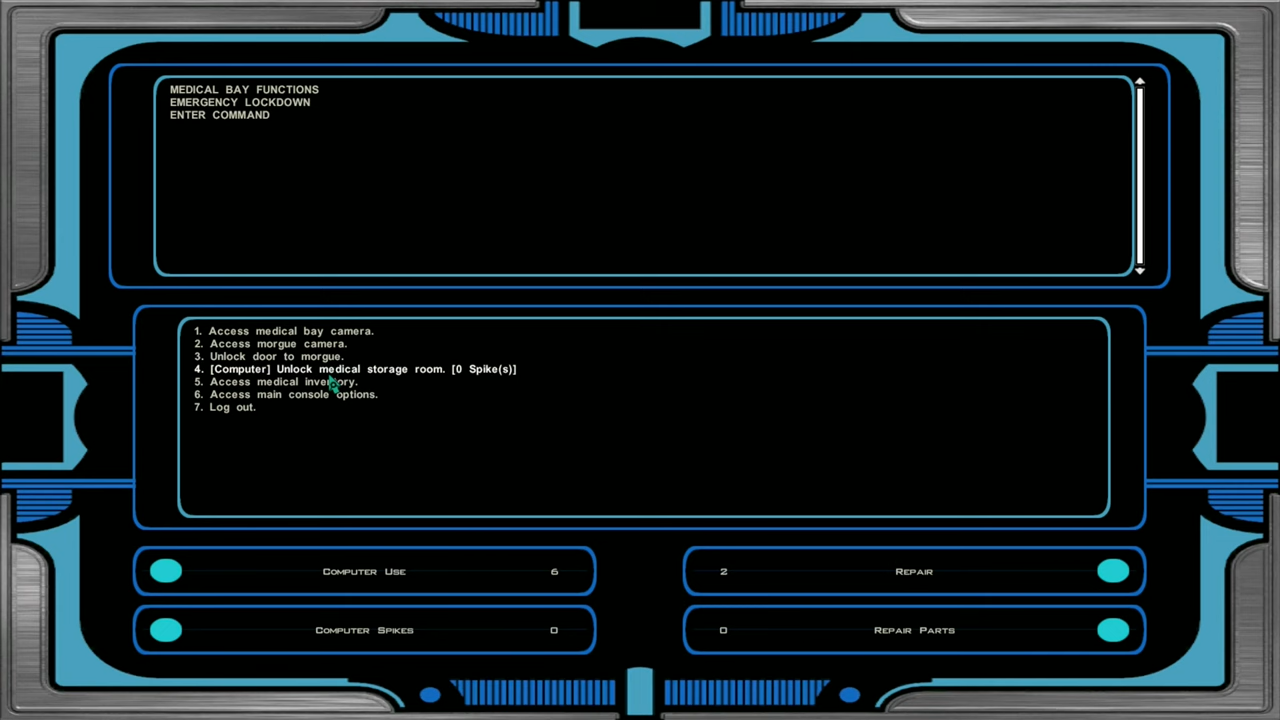 MEDICAL BAY FUNCTIONS
EMERGENCY LOCKDOWN
ENTER COMMAND
1. Access medical bay camera.
2. Access morgue camera.
3. Unlock door to morgue.
4. [Computer] Unlock medical storage room. [0 Spike(s)]
5. Access medical inventory.
6. Access main console options.
7. Log out.
Computer Use 6
2 Repair
Computer Spikes 0
0 Repair Parts